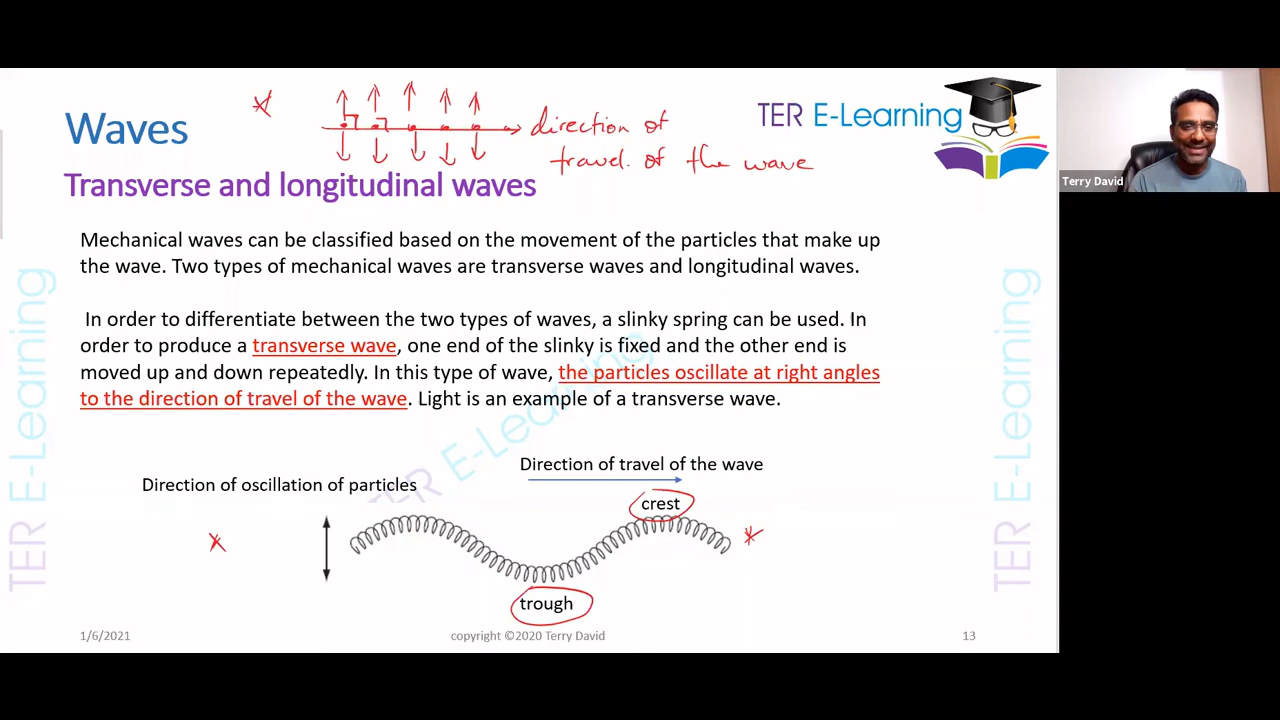 Waves
direction of
travel. of the wave
TER E-Learning
Terry David
Transverse and longitudinal waves
Mechanical waves can be classified based on the movement of the particles that make up
the wave. Two types of mechanical waves are transverse waves and longitudinal waves.
In order to differentiate between the two types of waves, a slinky spring can be used. In
order to produce a transverse wave, one end of the slinky is fixed and the other end is
moved up and down repeatedly. In this type of wave, the particles oscillate at right angles
to the direction of travel of the wave. Light is an example of a transverse wave.
TER E-Learning
TER E-Learning
TER E-Learning
Direction of travel of the wave
Direction of oscillation of particles
crest
trough
1/6/2021
copyright ©2020 Terry David
13